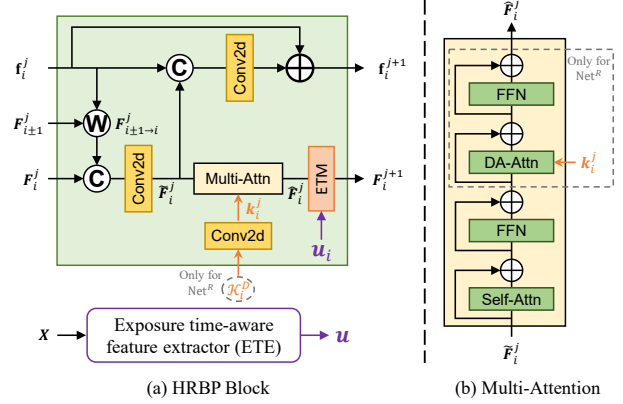 f_i^j
F_{i±1}^j
F_i^j
W
F_{i±1→i}^j
C
C
Conv2d
Conv2d
f_i^{j+1}
F̃_i^j
Multi-Attn
F̂_i^j
ETM
F_i^{j+1}
k_i^j
Conv2d
u_i
Only for
Net^R
𝒦_i^D
X
Exposure time-aware
feature extractor (ETE)
u
(a) HRBP Block
F̂_i^j
Only for
Net^R
FFN
DA-Attn
k_i^j
FFN
Self-Attn
F̃_i^j
(b) Multi-Attention